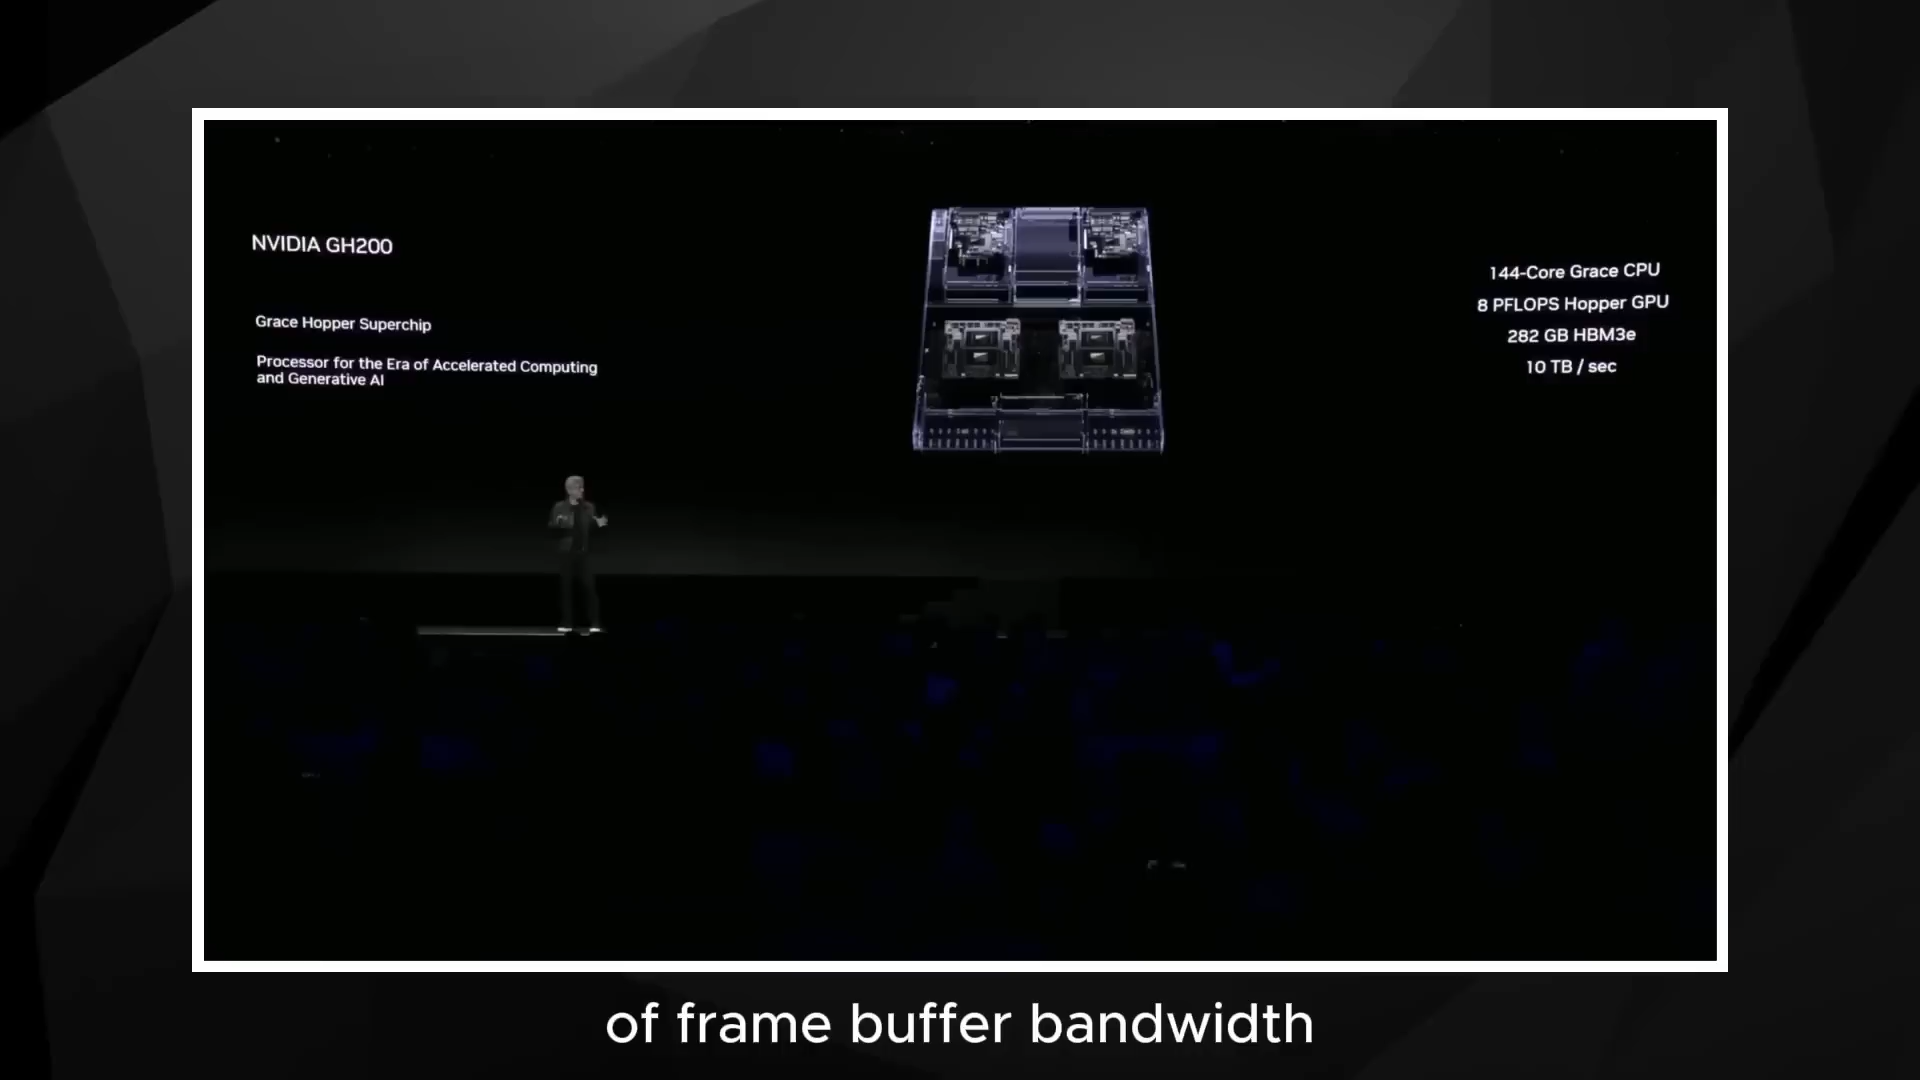 NVIDIA GH200
Grace Hopper Superchip
Processor for the Era of Accelerated Computing
and Generative AI
144-Core Grace CPU
8 PFLOPS Hopper GPU
282 GB HBM3e
10 TB / sec
of frame buffer bandwidth